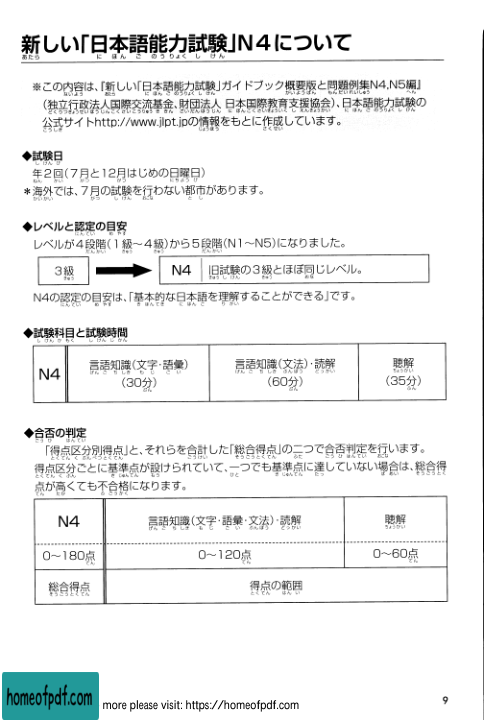 新しい「日本語能力試験」N4について
※この内容は、『新しい「日本語能力試験」ガイドブック概要版と問題例集N4,N5編』
（独立行政法人国際交流基金、財団法人 日本国際教育支援協会）、日本語能力試験の
公式サイトhttp://www.jlpt.jpの情報をもとに作成しています。
◆試験日
年2回（7月と12月はじめの日曜日）
＊海外では、7月の試験を行わない都市があります。
◆レベルと認定の目安
レベルが4段階（1級～4級）から5段階（N1～N5）になりました。
3級 N4 旧試験の3級とほぼ同じレベル。
N4の認定の目安は、「基本的な日本語を理解することができる」です。
◆試験科目と試験時間
N4 言語知識（文字・語彙） 言語知識（文法）・読解 聴解
（30分） （60分） （35分）
◆合否の判定
「得点区分別得点」と、それらを合計した「総合得点」の二つで合否判定を行います。
得点区分ごとに基準点が設けられていて、一つでも基準点に達していない場合は、総合得
点が高くても不合格になります。
N4 言語知識（文字・語彙・文法）・読解 聴解
0～180点 0～120点 0～60点
総合得点 得点の範囲
9
homeofpdf.com more please visit: https://homeofpdf.com